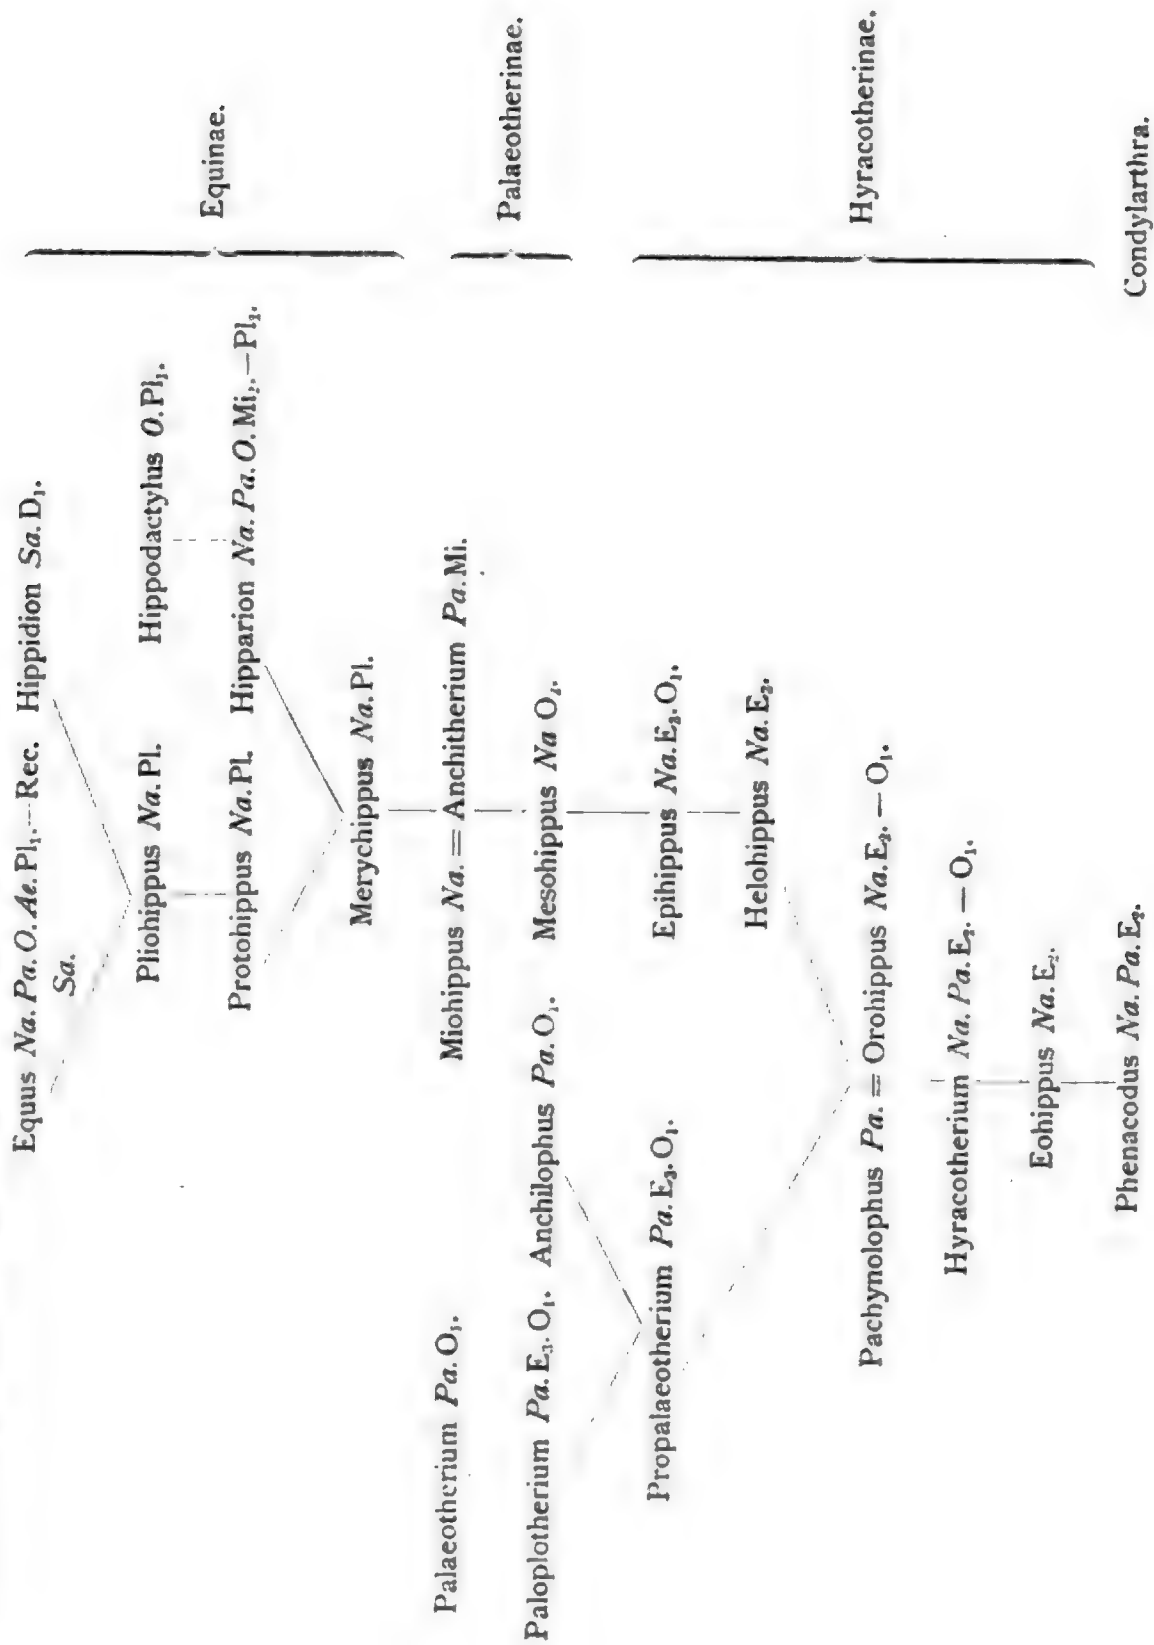 Equus Na. Pa. O. Ae. Pl₁.—Rec. Hippidion Sa. D₁.
Sa.
Pliohippus Na. Pl. Hippodactylus O. Pl₁.
Equinae.
Protohippus Na. Pl. Hipparion Na. Pa. O. Mi₃.—Pl₁.
Merychippus Na. Pl.
Palaeotherium Pa. O₁. Miohippus Na. = Anchitherium Pa. Mi.
Palaeotherinae.
Paloplotherium Pa. E₃. O₁. Anchilophus Pa. O₁. Mesohippus Na O₂.
Propalaeotherium Pa. E₃. O₁. Epihippus Na. E₃. O₁.
Helohippus Na. E₂.
Hyracotherinae.
Pachynolophus Pa. = Orohippus Na. E₂. — O₁.
Hyracotherium Na. Pa. E₂. — O₁.
Eohippus Na. E₂.
Phenacodus Na. Pa. E₂. Condylarthra.